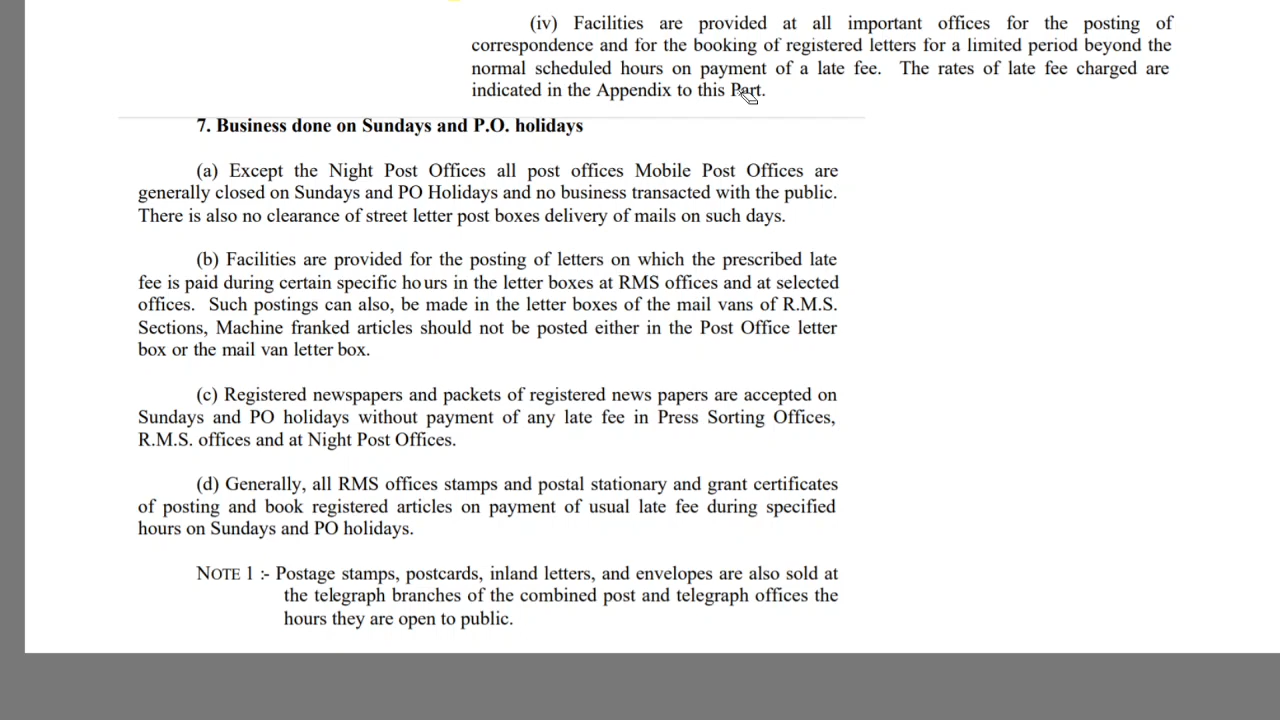 (iv) Facilities are provided at all important offices for the posting of
correspondence and for the booking of registered letters for a limited period beyond the
normal scheduled hours on payment of a late fee. The rates of late fee charged are
indicated in the Appendix to this Part.
7. Business done on Sundays and P.O. holidays
(a) Except the Night Post Offices all post offices Mobile Post Offices are
generally closed on Sundays and PO Holidays and no business transacted with the public.
There is also no clearance of street letter post boxes delivery of mails on such days.
(b) Facilities are provided for the posting of letters on which the prescribed late
fee is paid during certain specific hours in the letter boxes at RMS offices and at selected
offices. Such postings can also, be made in the letter boxes of the mail vans of R.M.S.
Sections, Machine franked articles should not be posted either in the Post Office letter
box or the mail van letter box.
(c) Registered newspapers and packets of registered news papers are accepted on
Sundays and PO holidays without payment of any late fee in Press Sorting Offices,
R.M.S. offices and at Night Post Offices.
(d) Generally, all RMS offices stamps and postal stationary and grant certificates
of posting and book registered articles on payment of usual late fee during specified
hours on Sundays and PO holidays.
NOTE 1 :- Postage stamps, postcards, inland letters, and envelopes are also sold at
the telegraph branches of the combined post and telegraph offices the
hours they are open to public.